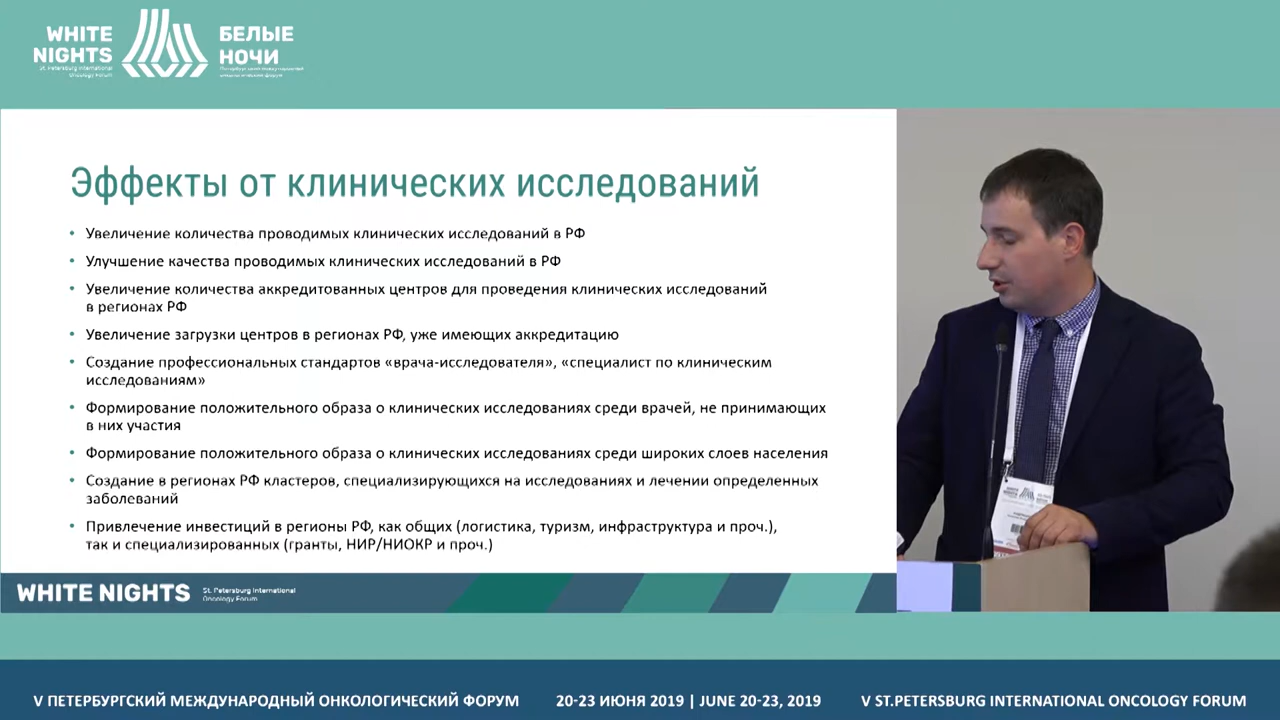 WHITE
NIGHTS
St. Petersburg International
Oncology Forum
БЕЛЫЕ
НОЧИ
Петербургский международный
онкологический форум
Эффекты от клинических исследований
• Увеличение количества проводимых клинических исследований в РФ
• Улучшение качества проводимых клинических исследований в РФ
• Увеличение количества аккредитованных центров для проведения клинических исследований
в регионах РФ
• Увеличение загрузки центров в регионах РФ, уже имеющих аккредитацию
• Создание профессиональных стандартов «врача-исследователя», «специалист по клиническим
исследованиям»
• Формирование положительного образа о клинических исследованиях среди врачей, не принимающих
в них участия
• Формирование положительного образа о клинических исследованиях среди широких слоев населения
• Создание в регионах РФ кластеров, специализирующихся на исследованиях и лечении определенных
заболеваний
• Привлечение инвестиций в регионы РФ, как общих (логистика, туризм, инфраструктура и проч.),
так и специализированных (гранты, НИР/НИОКР и проч.)
WHITE NIGHTS
St. Petersburg International
Oncology Forum
V ПЕТЕРБУРГСКИЙ МЕЖДУНАРОДНЫЙ ОНКОЛОГИЧЕСКИЙ ФОРУМ
20-23 ИЮНЯ 2019 | JUNE 20-23, 2019
V ST.PETERSBURG INTERNATIONAL ONCOLOGY FORUM